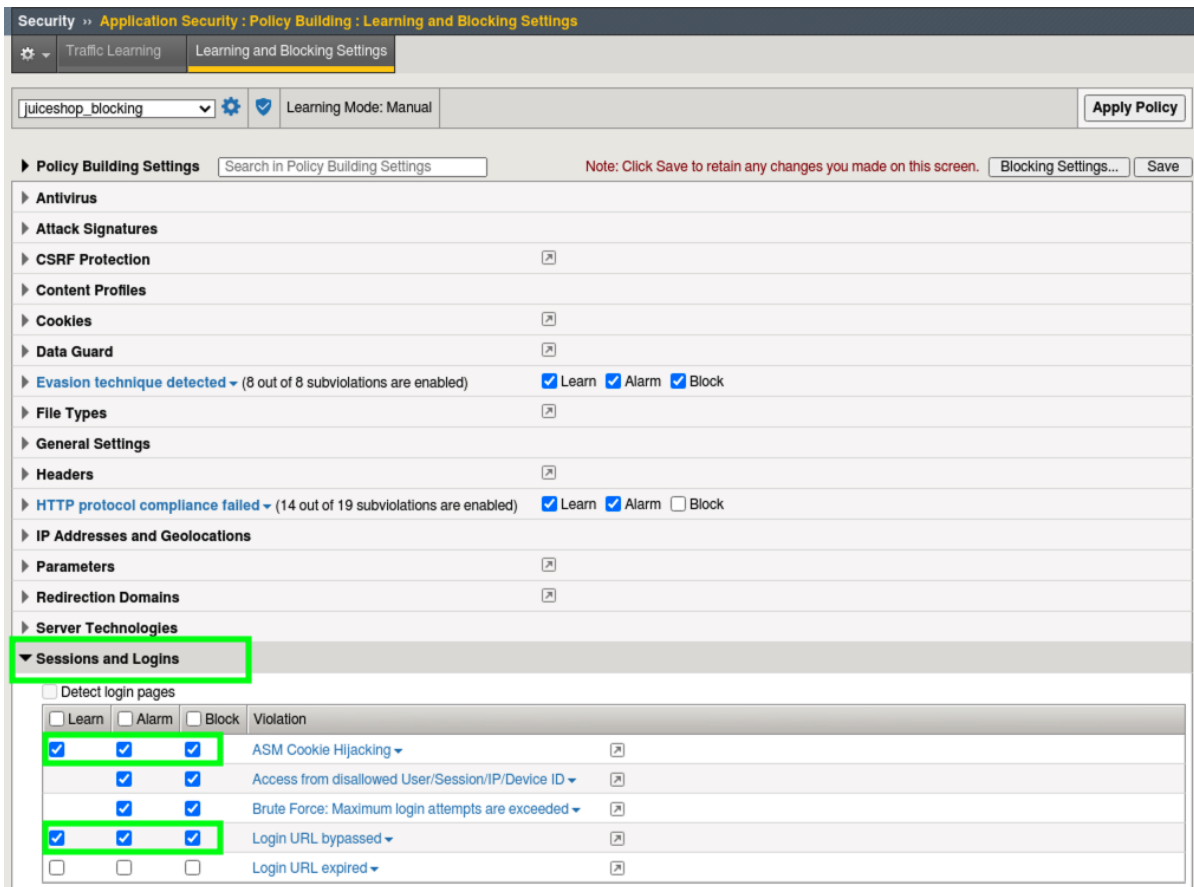 Security ›› Application Security : Policy Building : Learning and Blocking Settings
Traffic Learning Learning and Blocking Settings
juiceshop_blocking Learning Mode: Manual Apply Policy
Policy Building Settings Search in Policy Building Settings Note: Click Save to retain any changes you made on this screen. Blocking Settings... Save
Antivirus
Attack Signatures
CSRF Protection
Content Profiles
Cookies
Data Guard
Evasion technique detected (8 out of 8 subviolations are enabled) Learn Alarm Block
File Types
General Settings
Headers
HTTP protocol compliance failed (14 out of 19 subviolations are enabled) Learn Alarm Block
IP Addresses and Geolocations
Parameters
Redirection Domains
Server Technologies
Sessions and Logins
Detect login pages
Learn Alarm Block Violation
ASM Cookie Hijacking
Access from disallowed User/Session/IP/Device ID
Brute Force: Maximum login attempts are exceeded
Login URL bypassed
Login URL expired